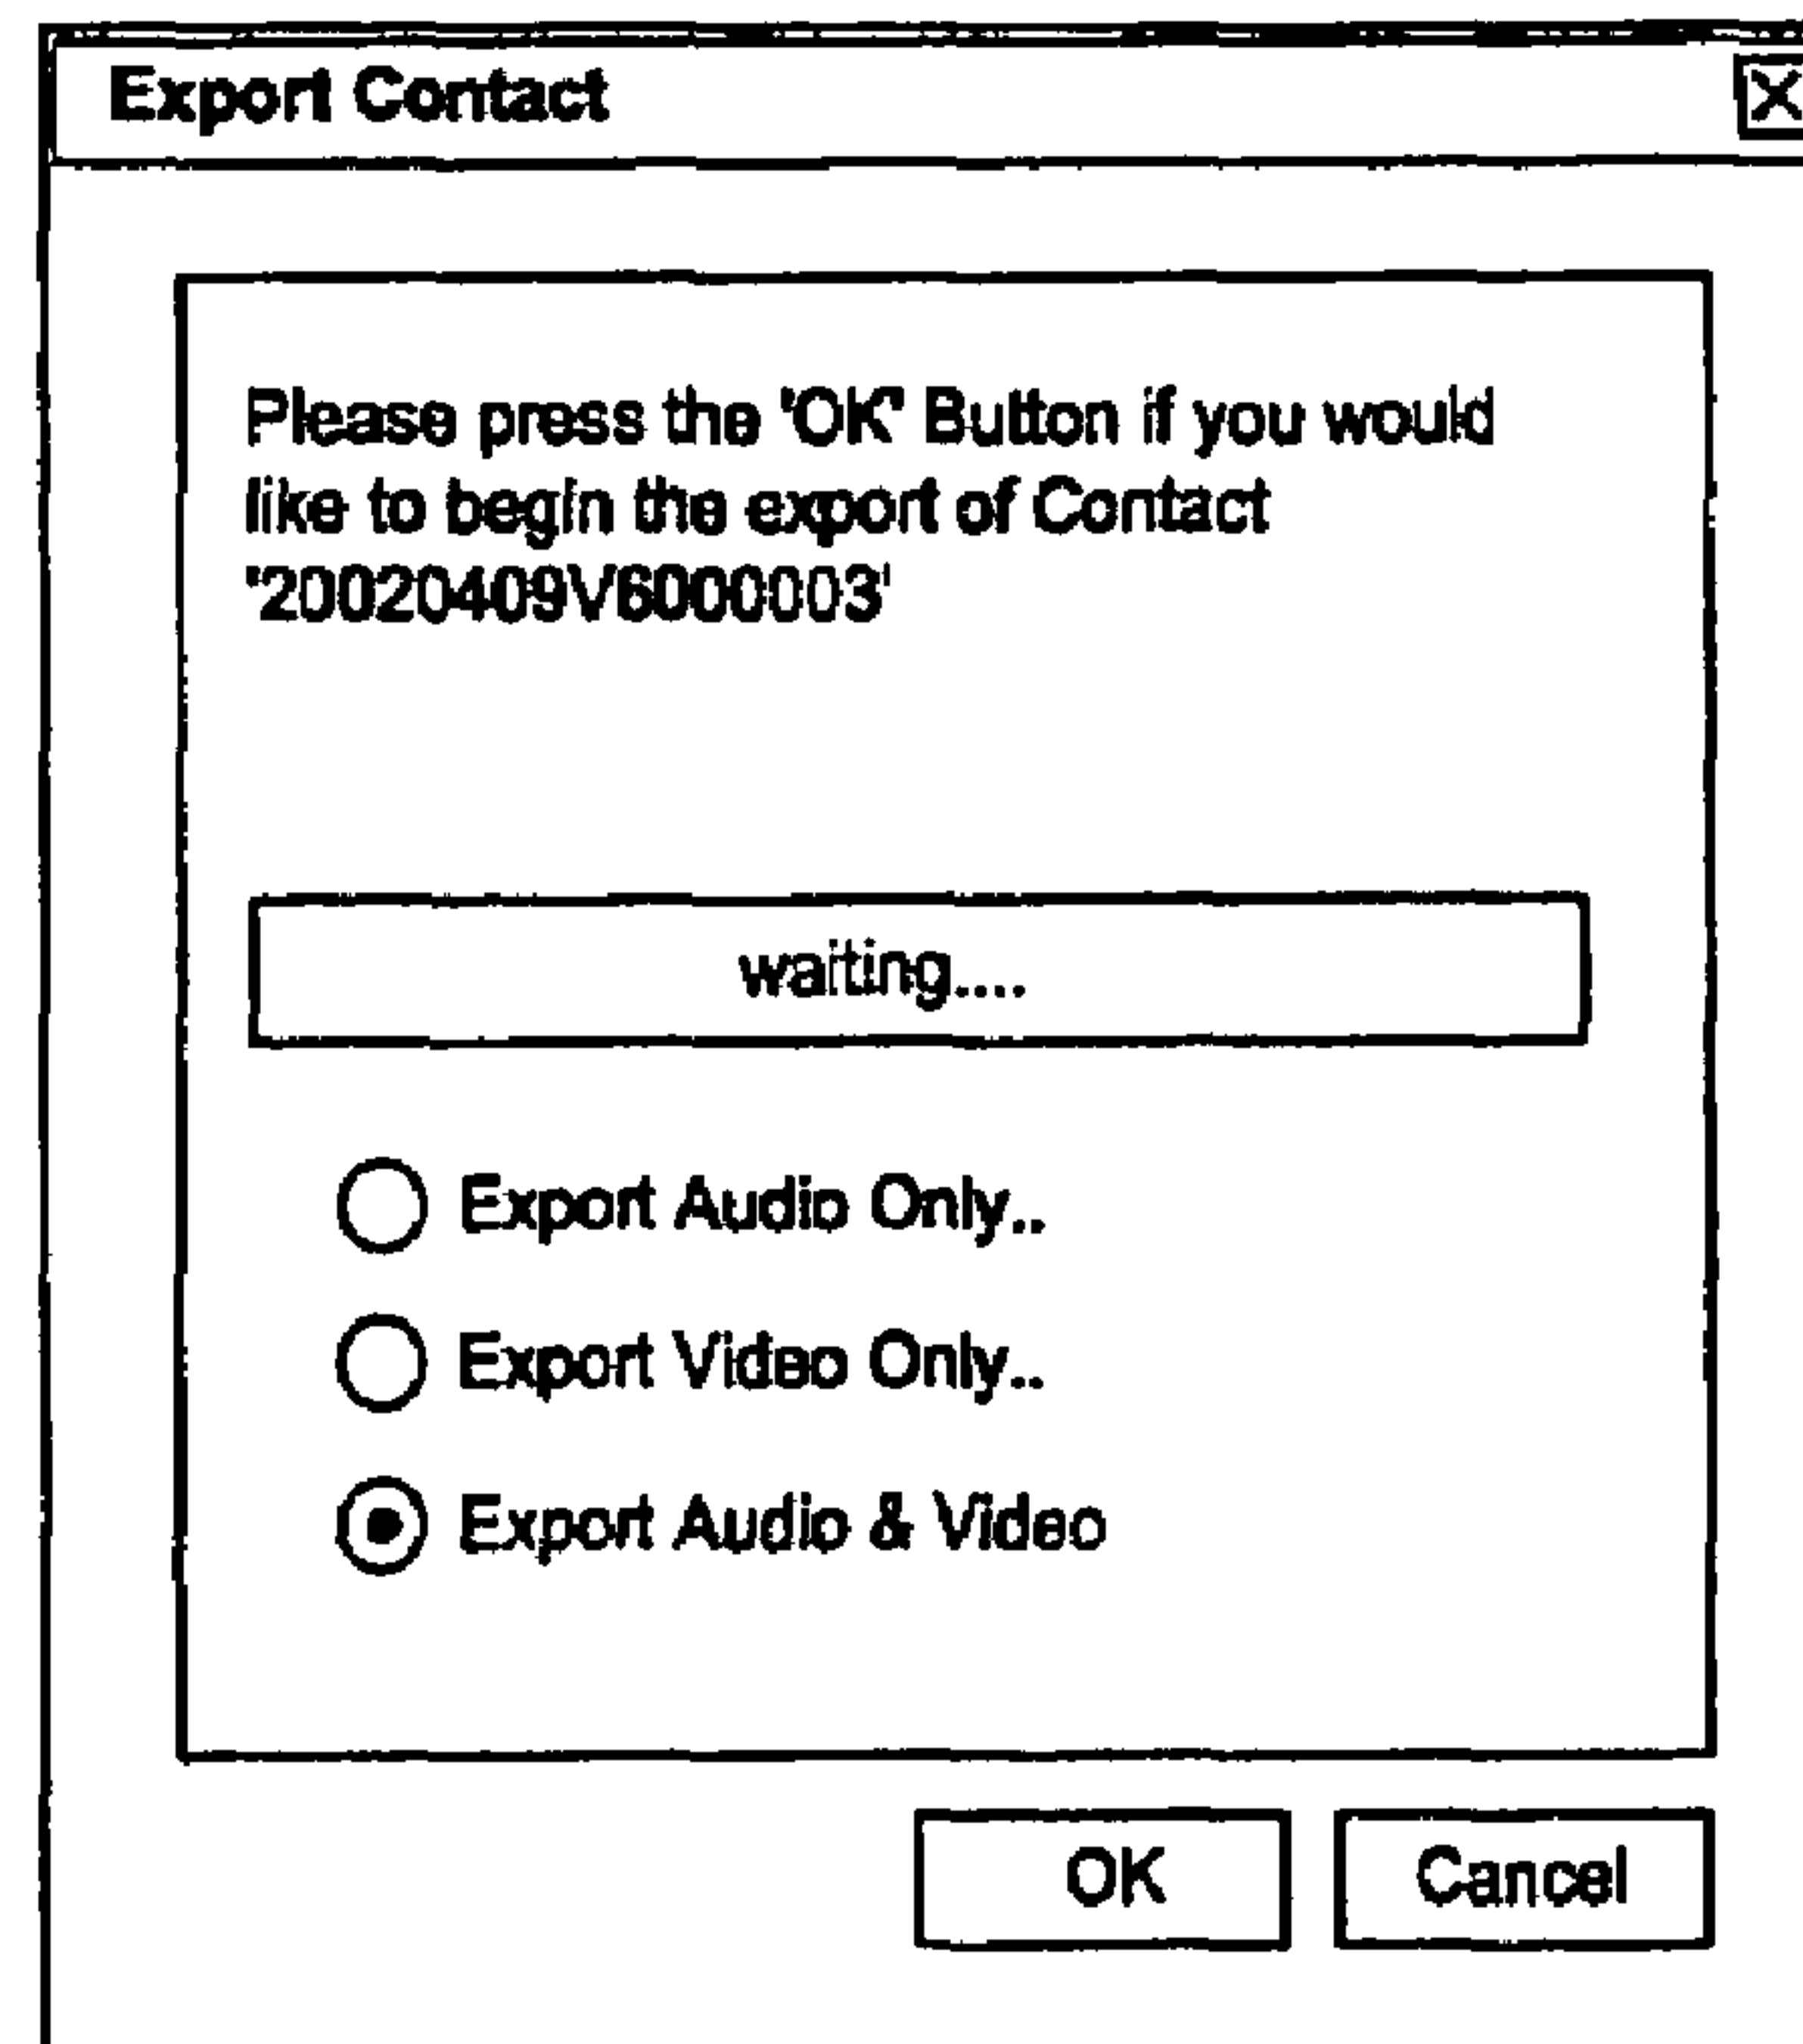 Export Contact
Please press the 'OK' Button if you would
like to begin the export of Contact
'20020409V6000003'
waiting....
Export Audio Only..
Export Video Only..
Export Audio & Video
OK
Cancel